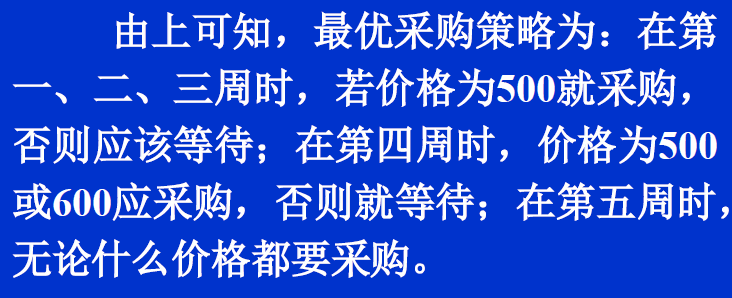 由上可知，最优采购策略为：在第
一、二、三周时，若价格为500就采购，
否则应该等待；在第四周时，价格为500
或600应采购，否则就等待；在第五周时，
无论什么价格都要采购。